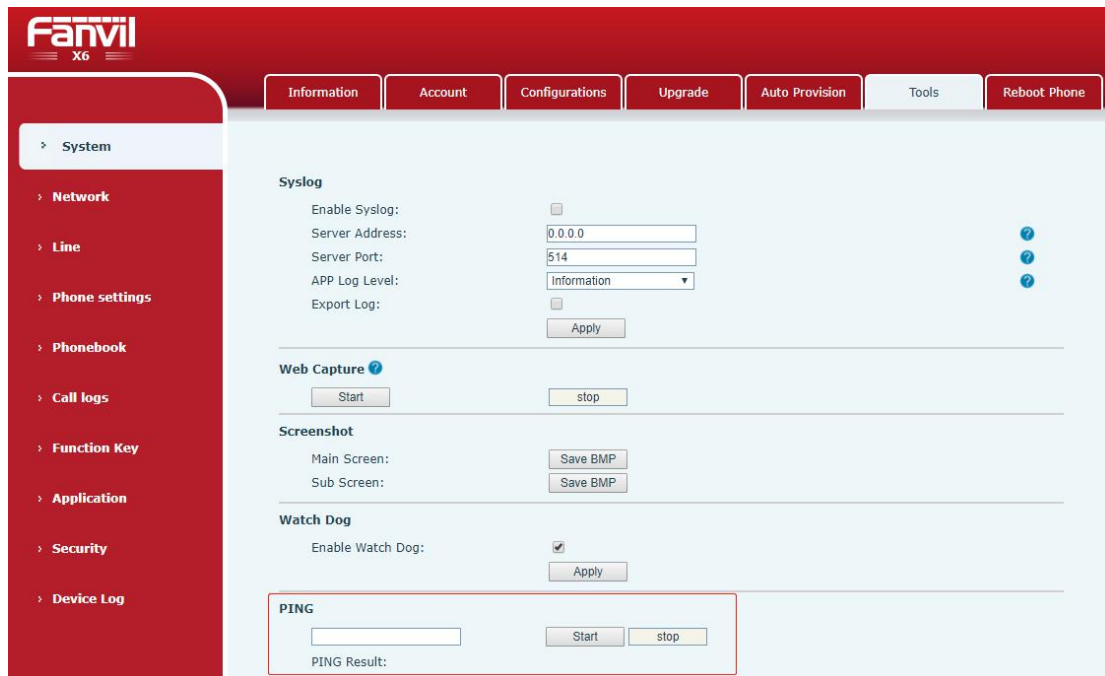 Fanvil
X6
Information Account Configurations Upgrade Auto Provision Tools Reboot Phone
› System
› Network
› Line
› Phone settings
› Phonebook
› Call logs
› Function Key
› Application
› Security
› Device Log
Syslog
Enable Syslog:
Server Address: 0.0.0.0 ?
Server Port: 514 ?
APP Log Level: Information ?
Export Log:
Apply
Web Capture ?
Start stop
Screenshot
Main Screen: Save BMP
Sub Screen: Save BMP
Watch Dog
Enable Watch Dog:
Apply
PING
Start stop
PING Result: